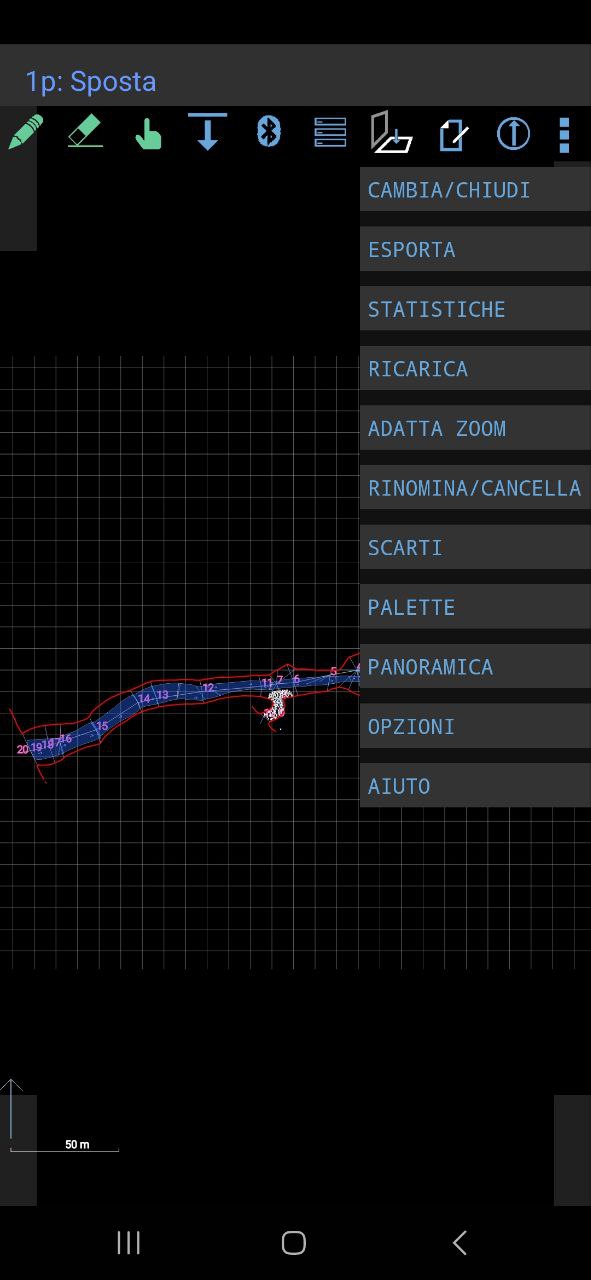 1p: Sposta
CAMBIA/CHIUDI
ESPORTA
STATISTICHE
RICARICA
ADATTA ZOOM
RINOMINA/CANCELLA
SCARTI
PALETTE
PANORAMICA
OPZIONI
AIUTO
5
6
7
11
12
13
14
15
16
17
18
19
20
50 m